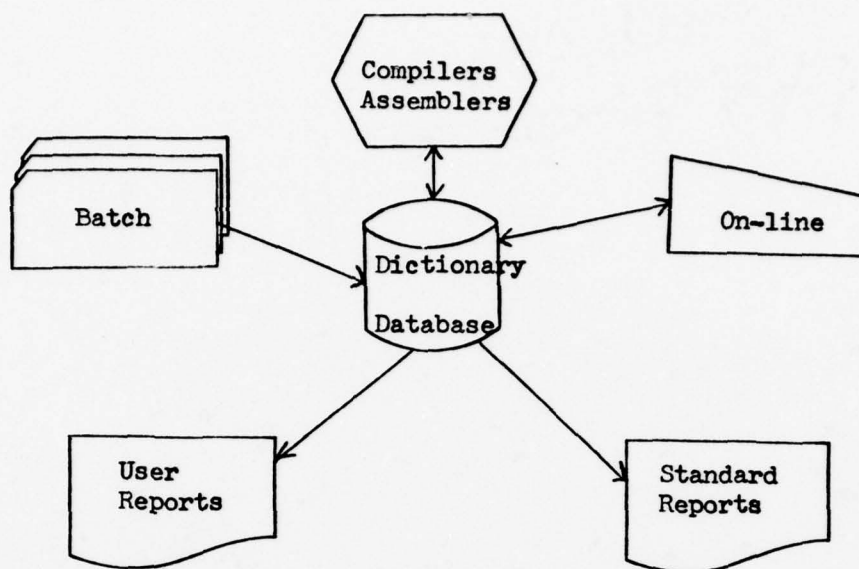 Compilers
Assemblers
Batch
On-line
Dictionary
Database
User
Reports
Standard
Reports